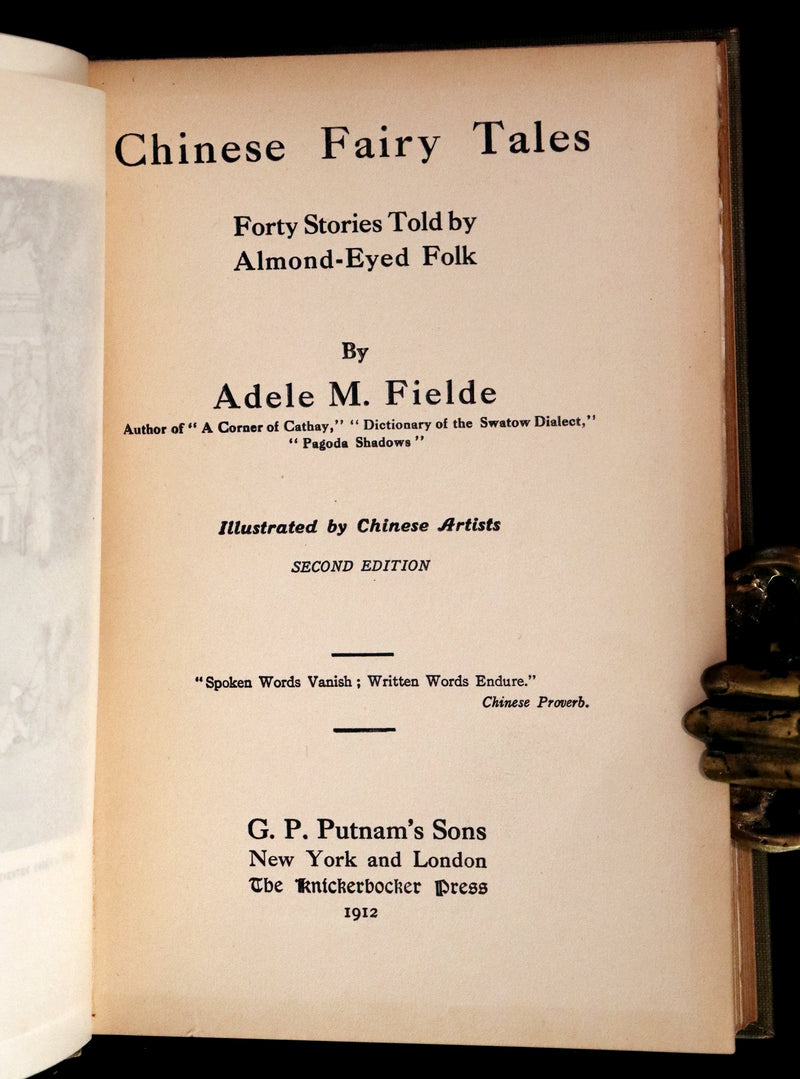 Chinese Fairy Tales
Forty Stories Told by
Almond-Eyed Folk
By
Adele M. Fielde
Author of “ A Corner of Cathay,” “ Dictionary of the Swatow Dialect,”
“ Pagoda Shadows ”
Illustrated by Chinese Artists
SECOND EDITION
“Spoken Words Vanish ; Written Words Endure.”
Chinese Proverb.
G. P. Putnam’s Sons
New York and London
The Knickerbocker Press
1912